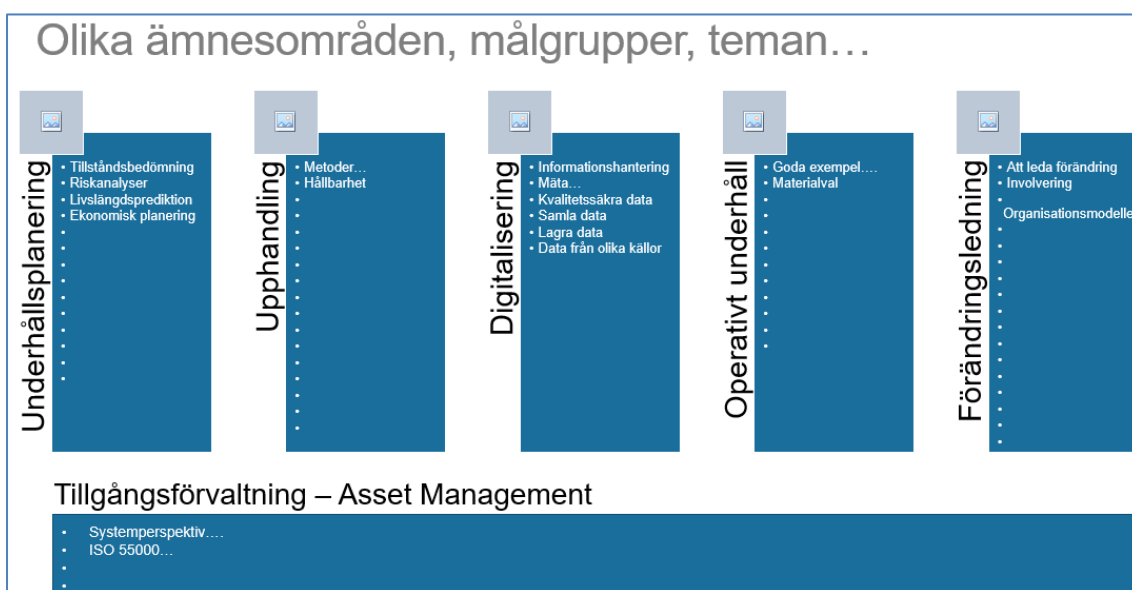 Olika ämnesområden, målgrupper, teman…
Underhållsplanering
• Tillståndsbedömning
• Riskanalyser
• Livslängdsprediktion
• Ekonomisk planering
Upphandling
• Metoder…
• Hållbarhet
Digitalisering
• Informationshantering
• Mäta…
• Kvalitetssäkra data
• Samla data
• Lagra data
• Data från olika källor
Operativt underhåll
• Goda exempel….
• Materialval
Förändringsledning
• Att leda förändring
• Involvering
•
Organisationsmodelle
Tillgångsförvaltning – Asset Management
• Systemperspektiv….
• ISO 55000…